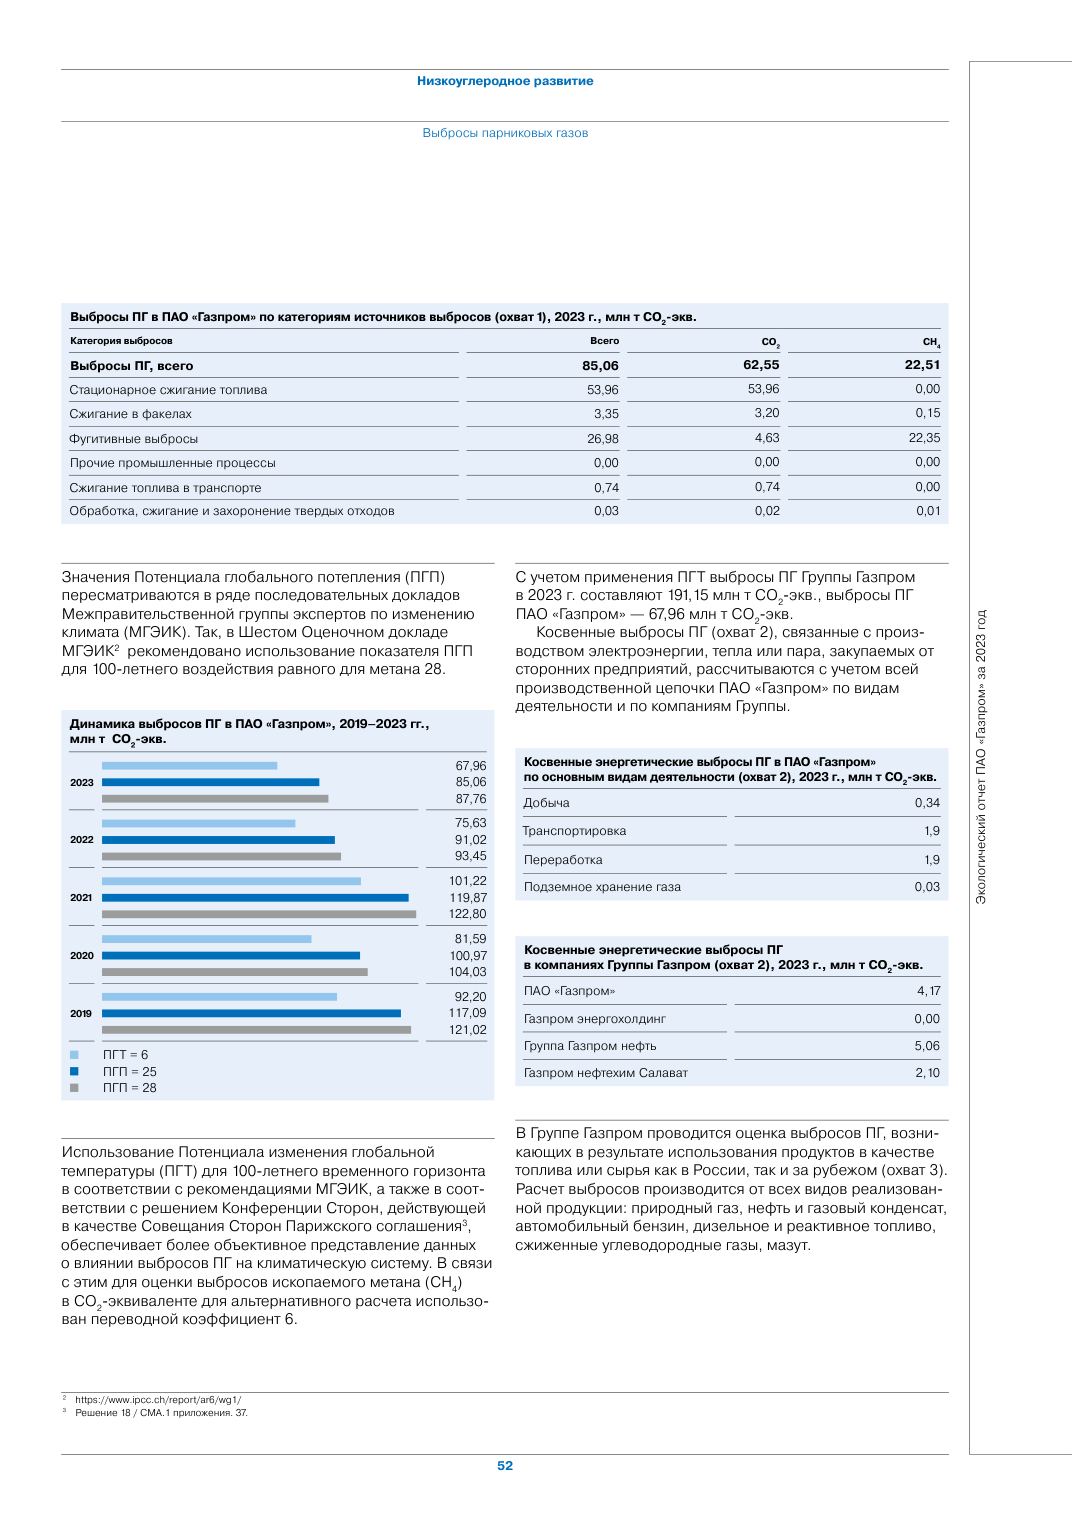 Низкоуглеродное развитие
Выбросы парниковых газов
Выбросы ПГ в ПАО «Газпром» по категориям источников выбросов (охват 1), 2023 г., млн т CO2-экв.
Категория выбросов Всего CO2 CH4
Выбросы ПГ, всего 85,06 62,55 22,51
Стационарное сжигание топлива 53,96 53,96 0,00
Сжигание в факелах 3,35 3,20 0,15
Фугитивные выбросы 26,98 4,63 22,35
Прочие промышленные процессы 0,00 0,00 0,00
Сжигание топлива в транспорте 0,74 0,74 0,00
Обработка, сжигание и захоронение твердых отходов 0,03 0,02 0,01
Значения Потенциала глобального потепления (ПГП)
пересматриваются в ряде последовательных докладов
Межправительственной группы экспертов по изменению
климата (МГЭИК). Так, в Шестом Оценочном докладе
МГЭИК2 рекомендовано использование показателя ПГП
для 100-летнего воздействия равного для метана 28.
Динамика выбросов ПГ в ПАО «Газпром», 2019–2023 гг.,
млн т CO2-экв.
67,96
2023 85,06
87,76
75,63
2022 91,02
93,45
101,22
2021 119,87
122,80
81,59
2020 100,97
104,03
92,20
2019 117,09
121,02
ПГТ = 6
ПГП = 25
ПГП = 28
Использование Потенциала изменения глобальной
температуры (ПГТ) для 100-летнего временного горизонта
в соответствии с рекомендациями МГЭИК, а также в соот-
ветствии с решением Конференции Сторон, действующей
в качестве Совещания Сторон Парижского соглашения3,
обеспечивает более объективное представление данных
о влиянии выбросов ПГ на климатическую систему. В связи
с этим для оценки выбросов ископаемого метана (CH4)
в CO2-эквиваленте для альтернативного расчета использо-
ван переводной коэффициент 6.
С учетом применения ПГТ выбросы ПГ Группы Газпром
в 2023 г. составляют 191,15 млн т CO2-экв., выбросы ПГ
ПАО «Газпром» — 67,96 млн т CO2-экв.
Косвенные выбросы ПГ (охват 2), связанные с произ-
водством электроэнергии, тепла или пара, закупаемых от
сторонних предприятий, рассчитываются с учетом всей
производственной цепочки ПАО «Газпром» по видам
деятельности и по компаниям Группы.
Косвенные энергетические выбросы ПГ в ПАО «Газпром»
по основным видам деятельности (охват 2), 2023 г., млн т CO2-экв.
Добыча 0,34
Транспортировка 1,9
Переработка 1,9
Подземное хранение газа 0,03
Косвенные энергетические выбросы ПГ
в компаниях Группы Газпром (охват 2), 2023 г., млн т CO2-экв.
ПАО «Газпром» 4,17
Газпром энергохолдинг 0,00
Группа Газпром нефть 5,06
Газпром нефтехим Салават 2,10
В Группе Газпром проводится оценка выбросов ПГ, возни-
кающих в результате использования продуктов в качестве
топлива или сырья как в России, так и за рубежом (охват 3).
Расчет выбросов производится от всех видов реализован-
ной продукции: природный газ, нефть и газовый конденсат,
автомобильный бензин, дизельное и реактивное топливо,
сжиженные углеводородные газы, мазут.
2 https://www.ipcc.ch/report/ar6/wg1/
3 Решение 18 / CMA.1 приложения. 37.
52
Экологический отчет ПАО «Газпром» за 2023 год